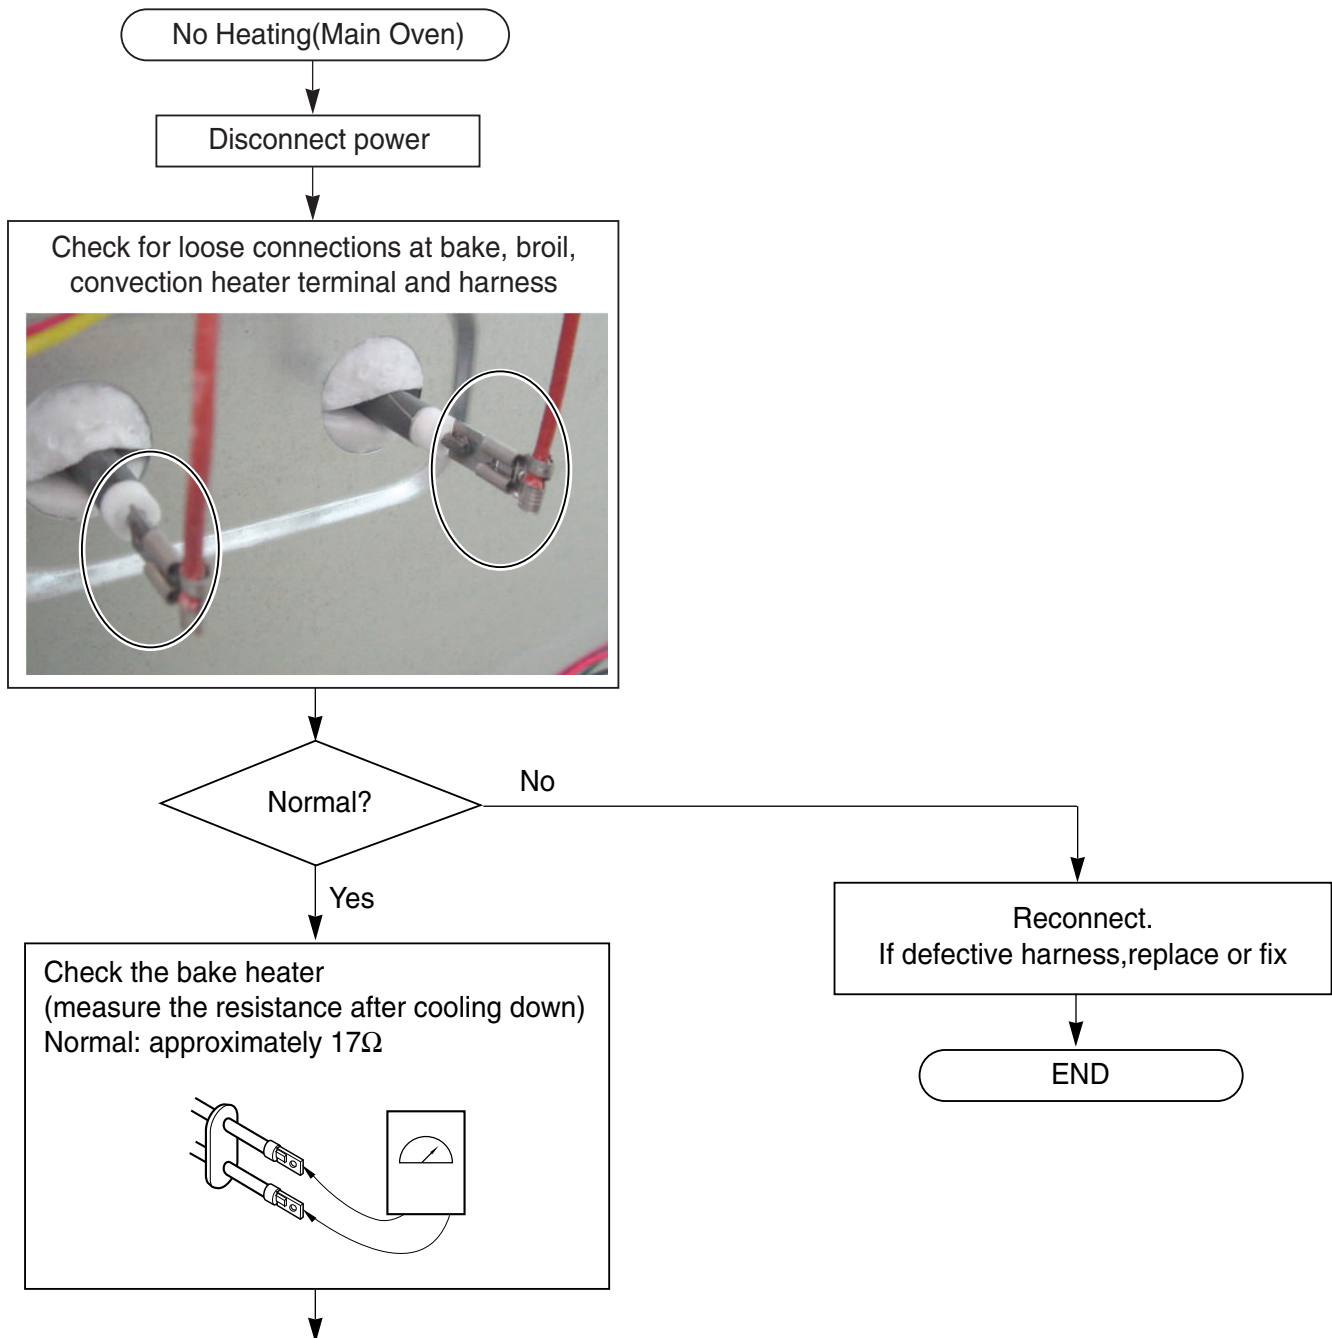 No Heating(Main Oven)
Disconnect power
Check for loose connections at bake, broil,
convection heater terminal and harness
Normal?
No
Yes
Reconnect.
If defective harness,replace or fix
END
Check the bake heater
(measure the resistance after cooling down)
Normal: approximately 17Ω